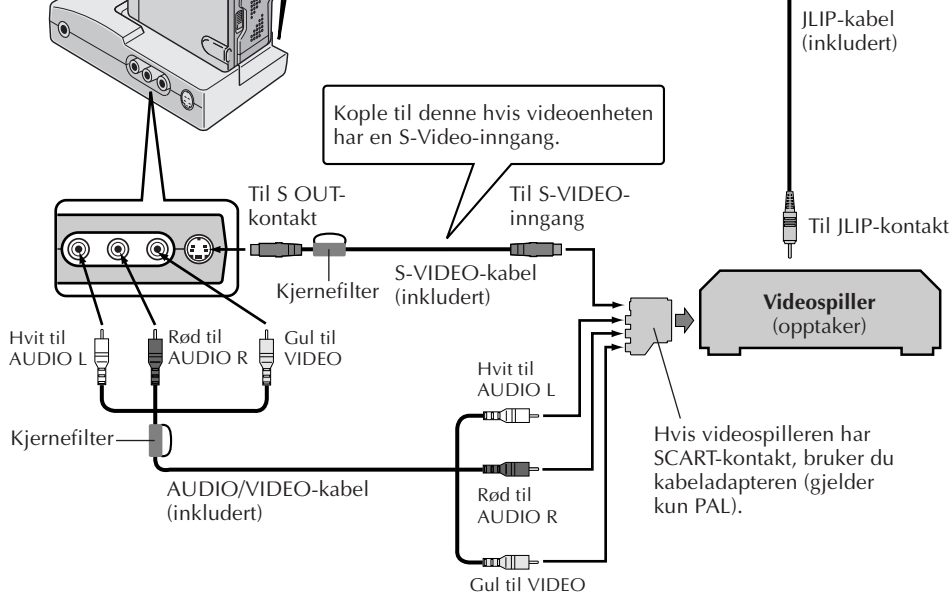 JLIP-kabel
(inkludert)
Kople til denne hvis videoenheten
har en S-Video-inngang.
Til S OUT-
kontakt
Til S-VIDEO-
inngang
Til JLIP-kontakt
Kjernefilter
S-VIDEO-kabel
(inkludert)
Videospiller
(opptaker)
Hvit til
AUDIO L
Rød til
AUDIO R
Gul til
VIDEO
Hvit til
AUDIO L
Kjernefilter
Hvis videospilleren har
SCART-kontakt, bruker du
kabeladapteren (gjelder
kun PAL).
AUDIO/VIDEO-kabel
(inkludert)
Rød til
AUDIO R
Gul til VIDEO